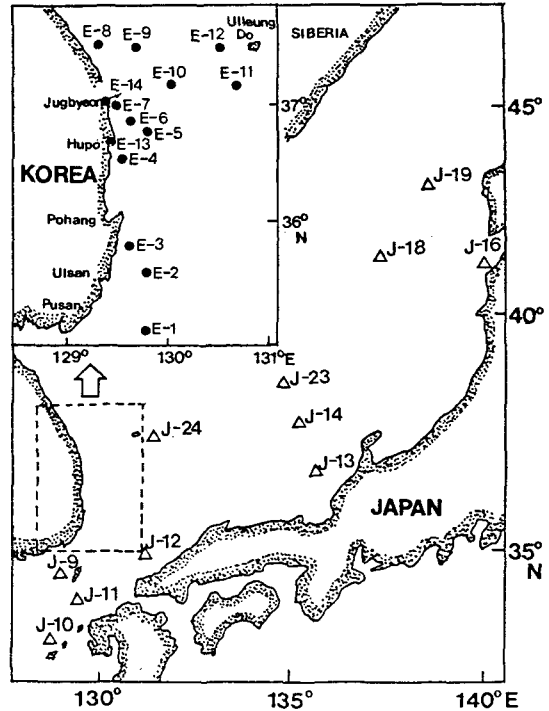 Ulleung
Do
SIBERIA
E-8
E-9
E-12
E-10
E-11
E-14
Jugbyeon
E-7
37°
45°
E-6
E-5
Hupo
E-13
E-4
KOREA
J-19
Pohang
36°
N
J-18
J-16
E-3
Ulsan
E-2
Pusan
E-1
40°
129°
130°
131°E
J-23
J-24
J-14
J-13
JAPAN
J-12
35°
N
J-9
J-11
J-10
130°
135°
140°E